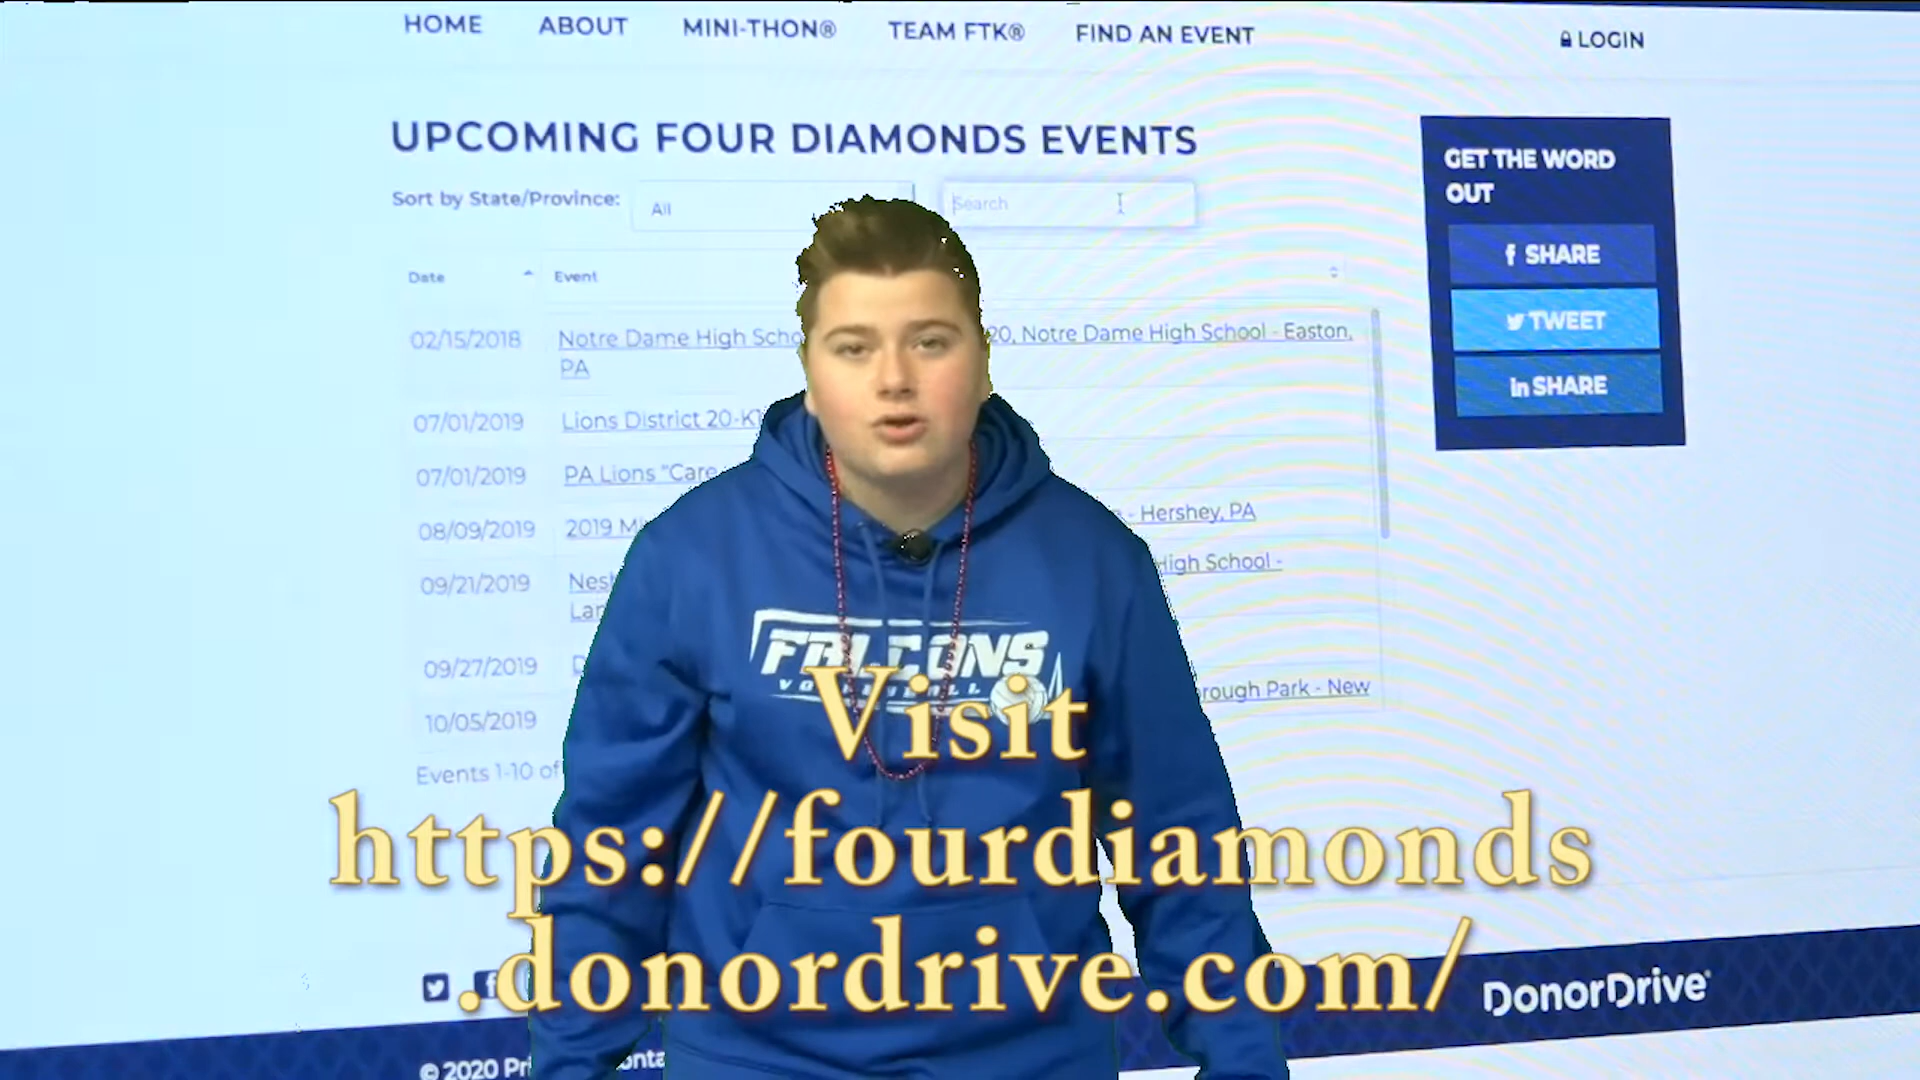 HOME ABOUT MINI-THON® TEAM FTK® FIND AN EVENT LOGIN
UPCOMING FOUR DIAMONDS EVENTS
Sort by State/Province: All Search
Date Event
02/15/2018 Notre Dame High 20, Notre Dame High School - Easton,
PA
07/01/2019 Lions District
07/01/2019 PA Lions "Care
08/09/2019 2019 - Hershey, PA
09/21/2019 High School -
09/27/2019
Park - New
10/05/2019
Events 1-10 of
GET THE WORD
OUT
f SHARE
TWEET
in SHARE
FALCONS
VOLLEYBALL
Visit
https://fourdiamonds
.donordrive.com/
DonorDrive®
© 2020